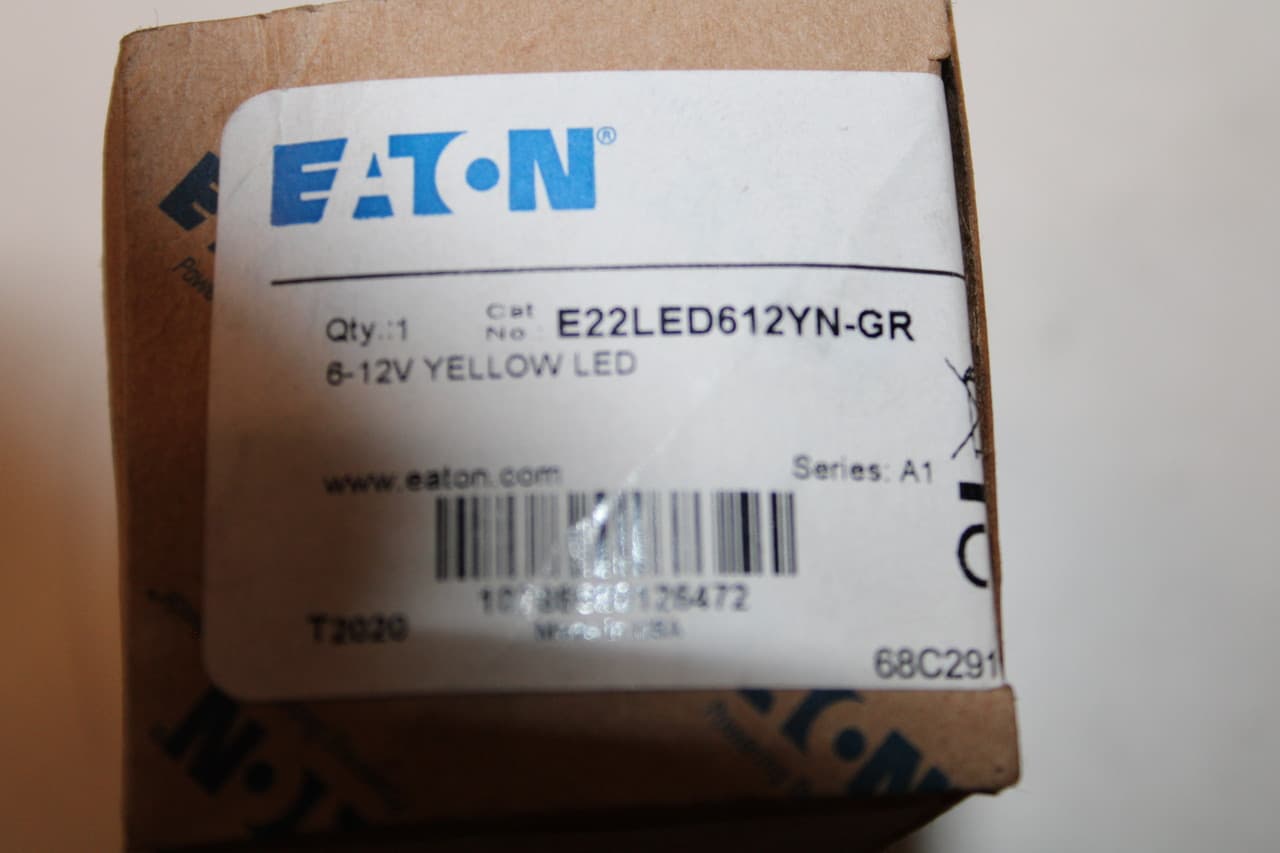 EATON®
Qty.:1 Cat No.: E22LED612YN-GR
6-12V YELLOW LED
www.eaton.com
Series: A1
T2020
68C291